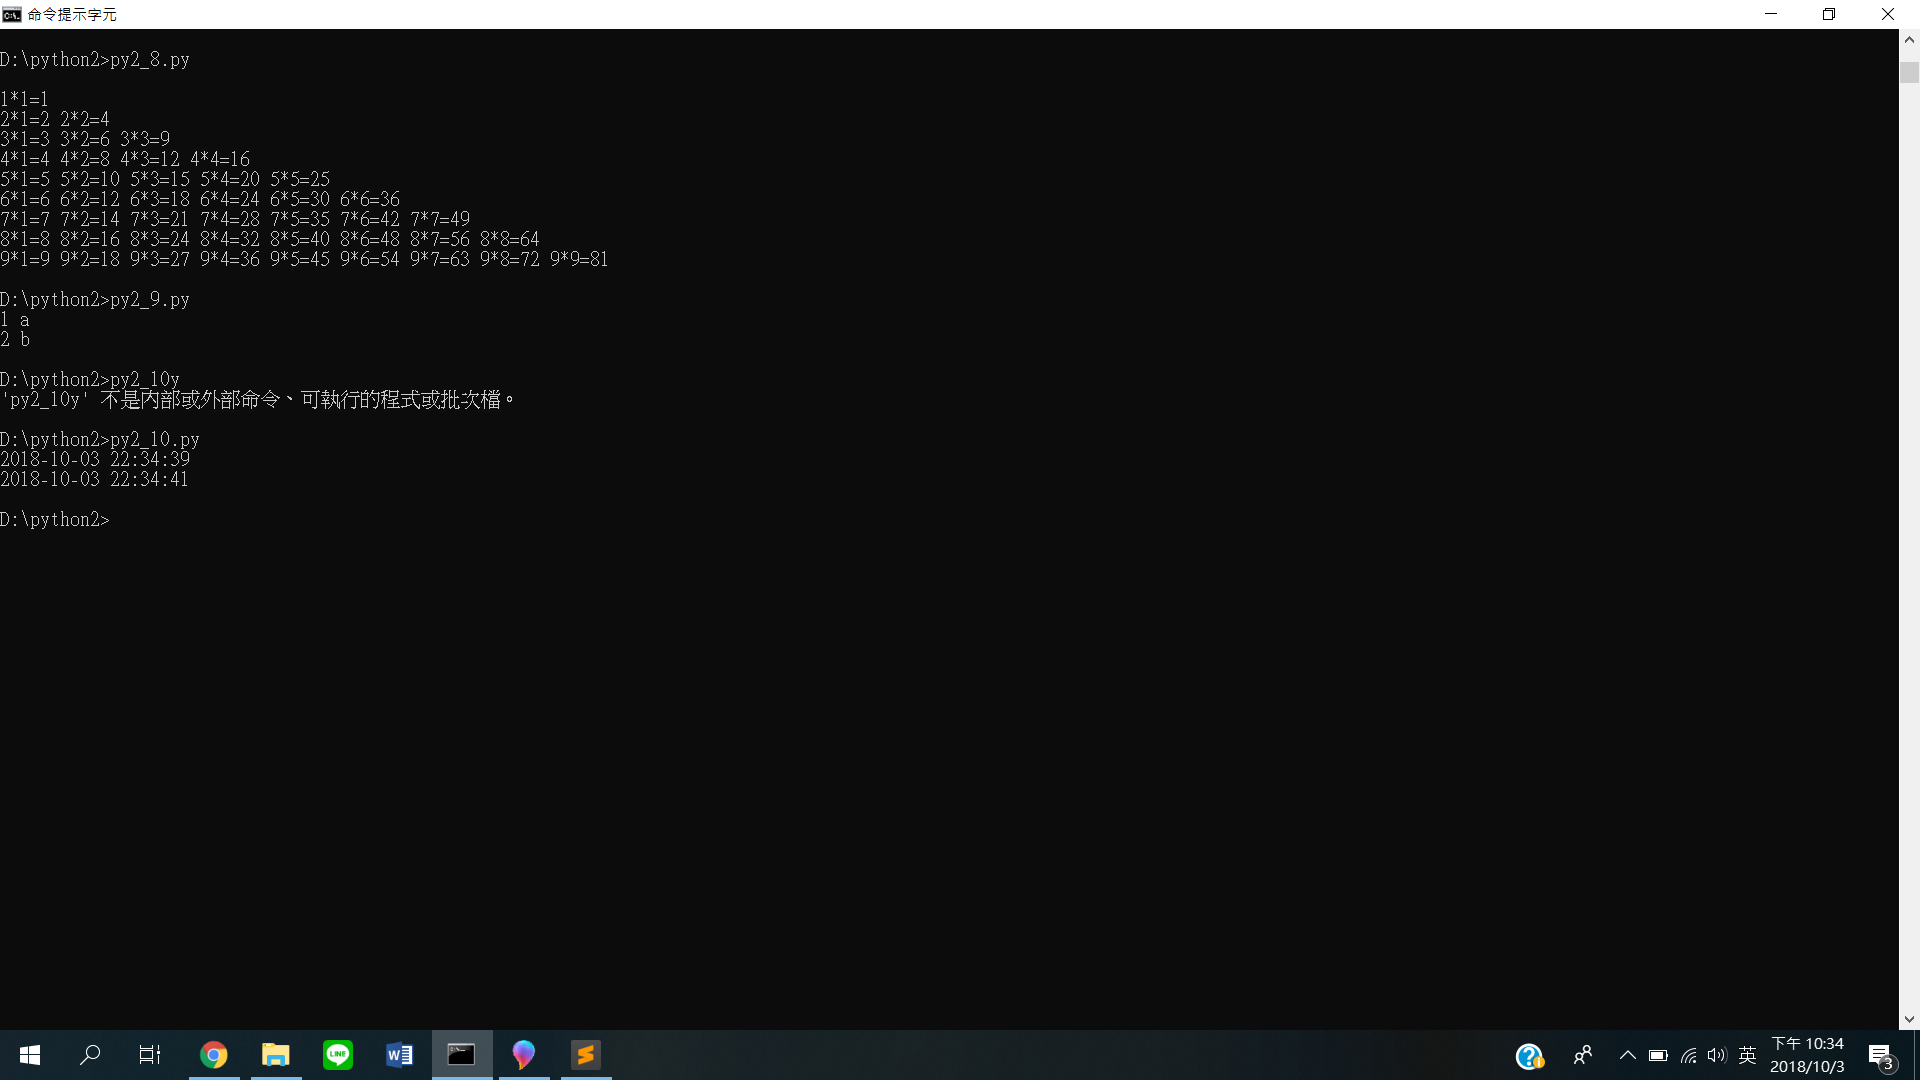 命令提示字元
D:\python2>py2_8.py
1*1=1
2*1=2 2*2=4
3*1=3 3*2=6 3*3=9
4*1=4 4*2=8 4*3=12 4*4=16
5*1=5 5*2=10 5*3=15 5*4=20 5*5=25
6*1=6 6*2=12 6*3=18 6*4=24 6*5=30 6*6=36
7*1=7 7*2=14 7*3=21 7*4=28 7*5=35 7*6=42 7*7=49
8*1=8 8*2=16 8*3=24 8*4=32 8*5=40 8*6=48 8*7=56 8*8=64
9*1=9 9*2=18 9*3=27 9*4=36 9*5=45 9*6=54 9*7=63 9*8=72 9*9=81
D:\python2>py2_9.py
1 a
2 b
D:\python2>py2_10y
'py2_10y' 不是內部或外部命令、可執行的程式或批次檔。
D:\python2>py2_10.py
2018-10-03 22:34:39
2018-10-03 22:34:41
D:\python2>
LINE
英
下午 10:34
2018/10/3
3